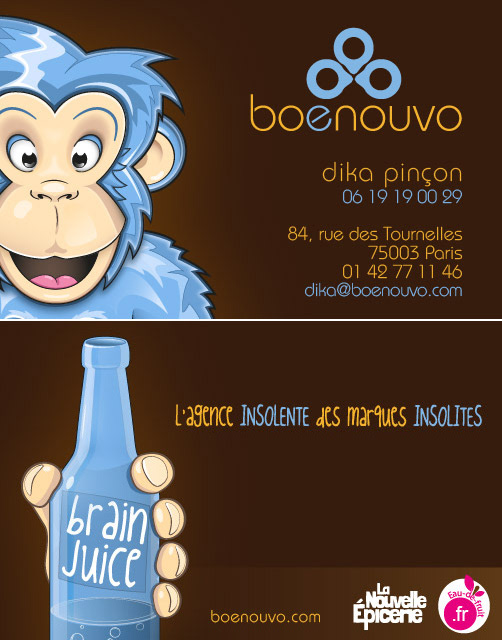 boenouvo
dika pinçon
06 19 19 00 29
84, rue des Tournelles
75003 Paris
01 42 77 11 46
dika@boenouvo.com
L'agence INSOLENTE des marques INSOLITES
brain
juice
boenouvo.com
La
Nouvelle
Épicerie
Eau-de-fruit
.fr